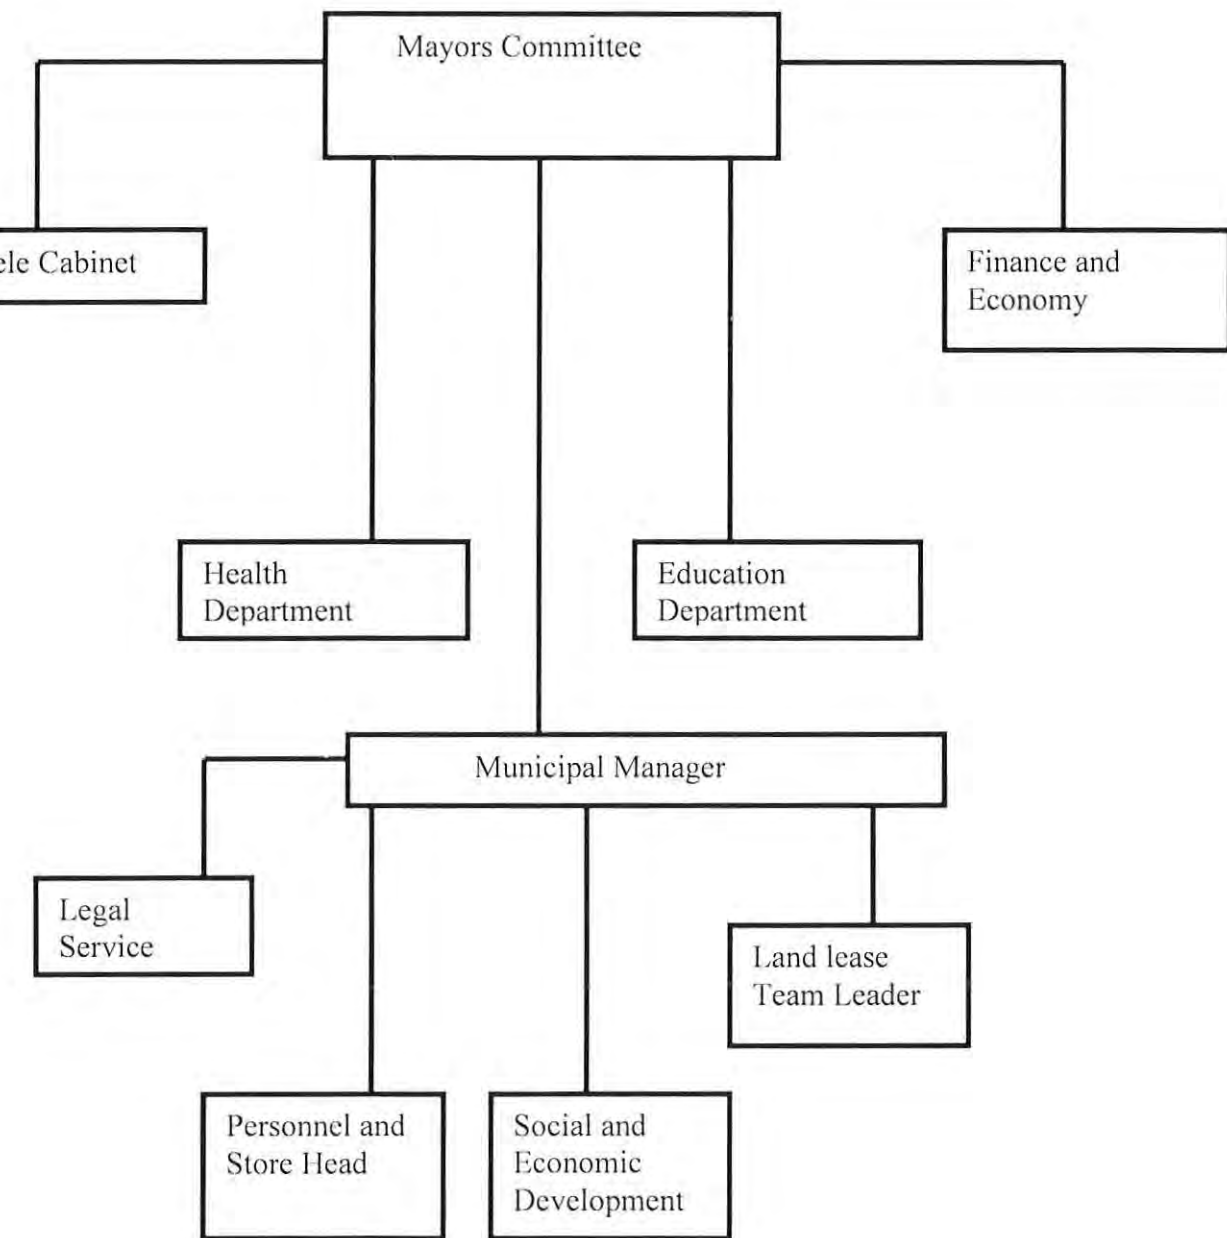 Mayors Committee
Cabinet
Finance and
Economy
Health
Department
Education
Department
Municipal Manager
Legal
Service
Land lease
Team Leader
Personnel and
Store Head
Social and
Economic
Development